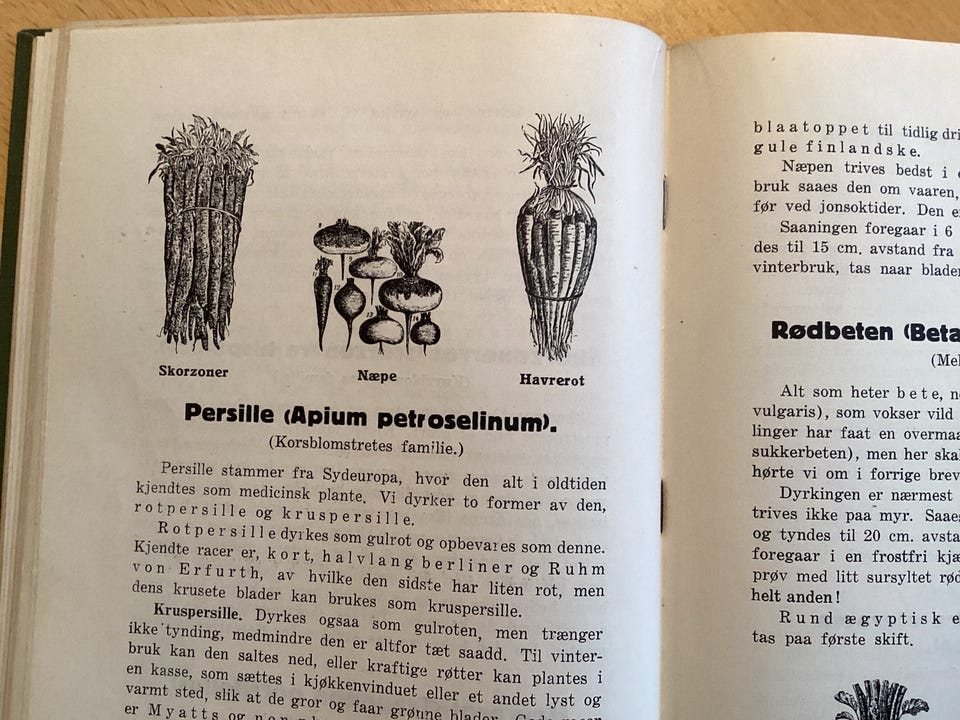 Skorzoner
Næpe
Havrerot
Persille (Apium petroselinum).
(Korsblomstretes familie.)
Persille stammer fra Sydeuropa, hvor den alt i oldtiden
kjendtes som medicinsk plante. Vi dyrker to former av den,
rotpersille og kruspersille.
Rotpersille dyrkes som gulrot og opbevares som denne.
Kjendte racer er, kort, halvlang berliner og Ruhm
von Erfurth, av hvilke den sidste har liten rot, men
dens krusete blader kan brukes som kruspersille.
Kruspersille. Dyrkes ogsaa som gulroten, men trænger
ikke tynding, medmindre den er altfor tæt saadd. Til vinter-
bruk kan den saltes ned, eller kraftige røtter kan plantes i
en kasse, som sættes i kjøkkenvinduet eller et andet lyst og
varmt sted, slik at de gror og faar grønne blader.
er Myatts og
blaatoppet til tidlig
gule finlandske.
Næpen trives bedst i
bruk saaes den om vaaren,
før ved jonsoktider. Den
Saaningen foregaar i 6
des til 15 cm. avstand fra
vinterbruk, tas naar
Rødbeten (Beta
Alt som heter bete,
vulgaris), som vokser vild
linger har faat en
sukkerbeten), men her
hørte vi om i forrige
Dyrkingen er nærmest
trives ikke paa myr.
og tyndes til 20 cm.
foregaar i en frostfri
prøv med litt sursyltet
helt anden!
Rund ægyptisk
tas paa første skift.